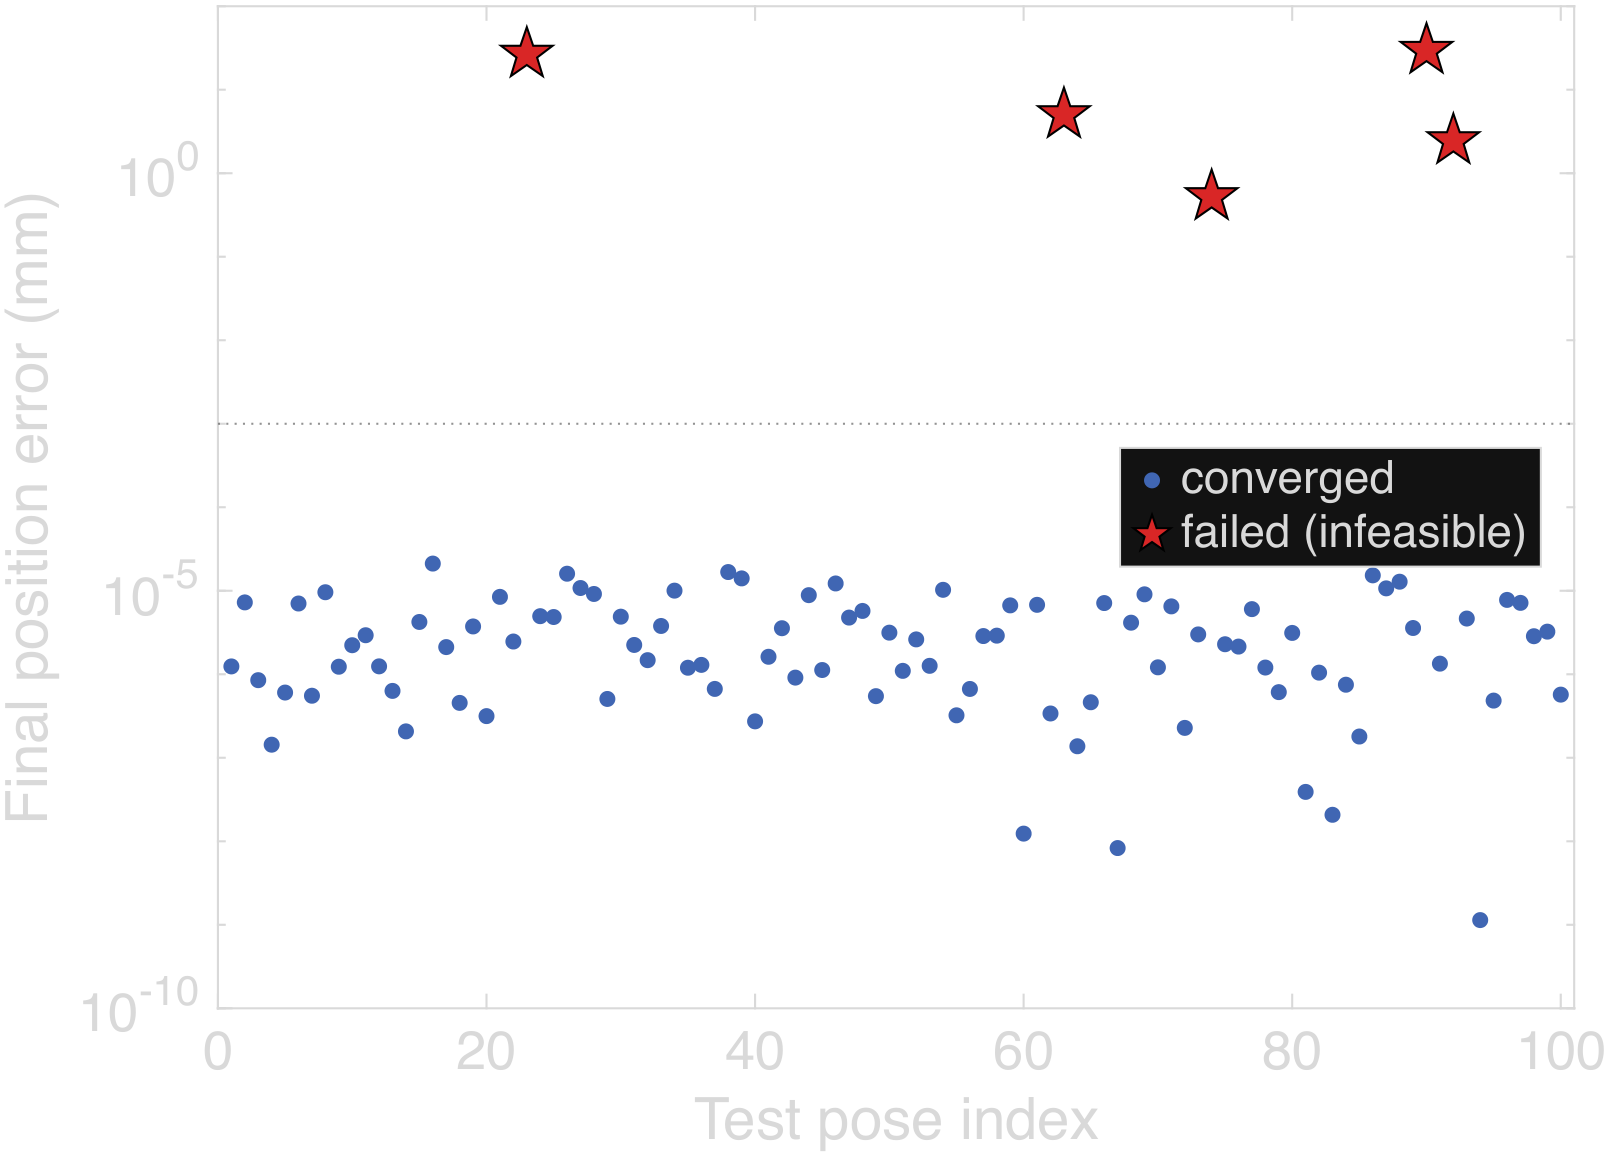 Final position error (mm)
10^0
10^-5
10^-10
converged
failed (infeasible)
0 20 40 60 80 100
Test pose index